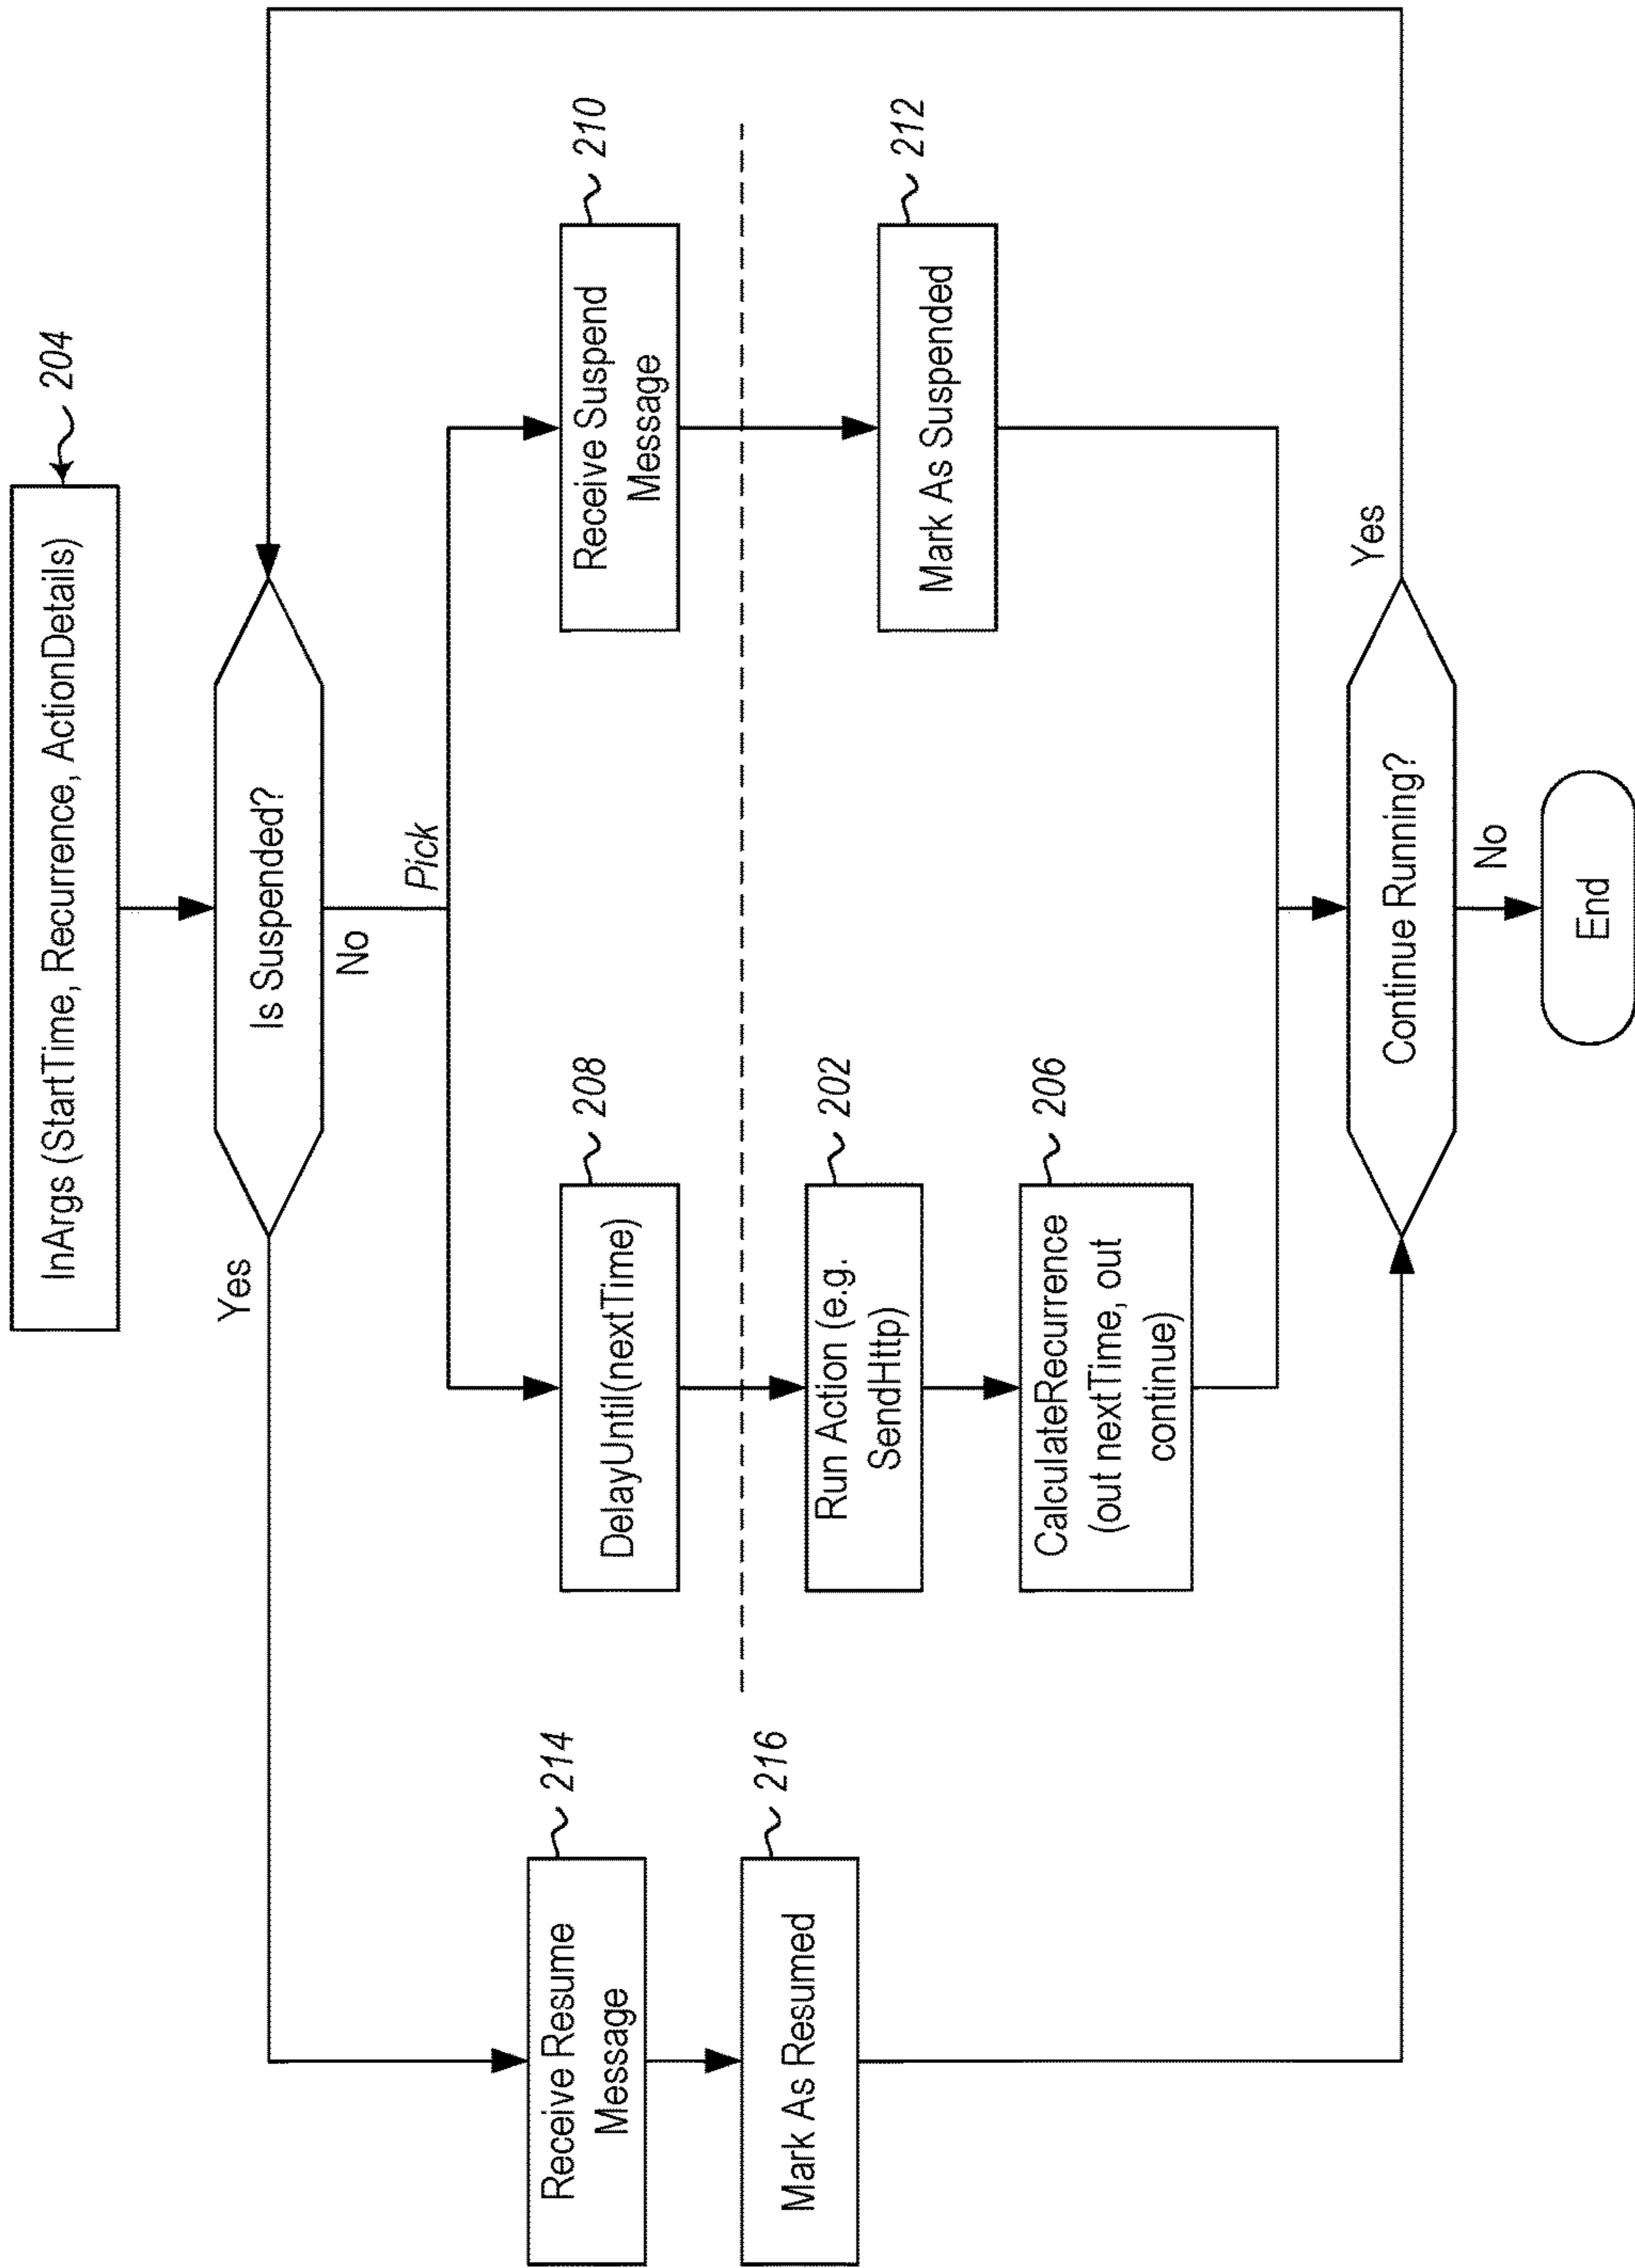 InArgs (StartTime, Recurrence, ActionDetails)
204
Is Suspended?
Yes
No
Pick
Receive Resume
Message
214
Mark As Resumed
216
DelayUntil(nextTime)
208
Receive Suspend
Message
210
Run Action (e.g.
SendHttp)
202
CalculateRecurrence
(out nextTime, out
continue)
206
Mark As Suspended
212
Continue Running?
Yes
No
End